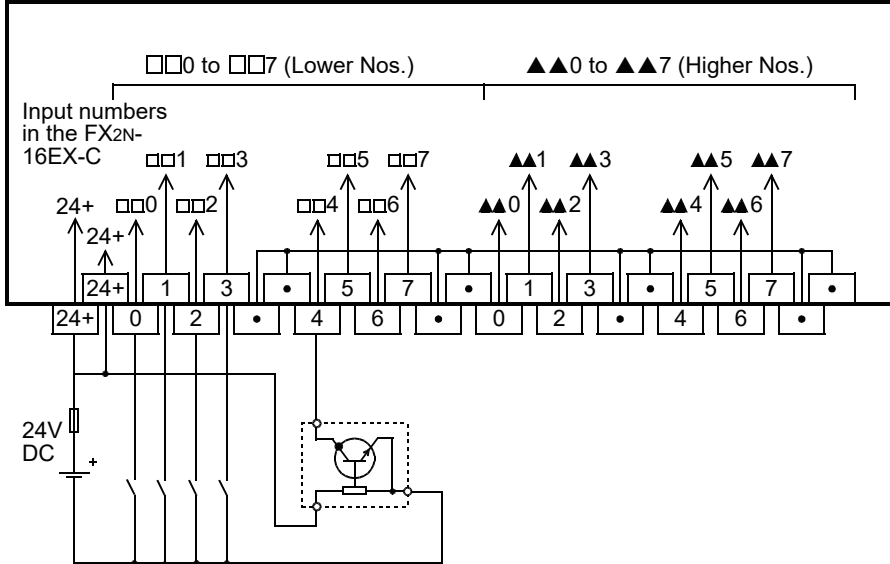 □□0 to □□7 (Lower Nos.) ▲▲0 to ▲▲7 (Higher Nos.)
Input numbers
in the FX2N-
16EX-C
□□1 □□3 □□5 □□7 ▲▲1 ▲▲3 ▲▲5 ▲▲7
24+ □□0 □□2 □□4 □□6 ▲▲0 ▲▲2 ▲▲4 ▲▲6
24+
24+ 1 3 • 5 7 • 1 3 • 5 7 •
24+ 0 2 • 4 6 • 0 2 • 4 6 •
24V
DC
+